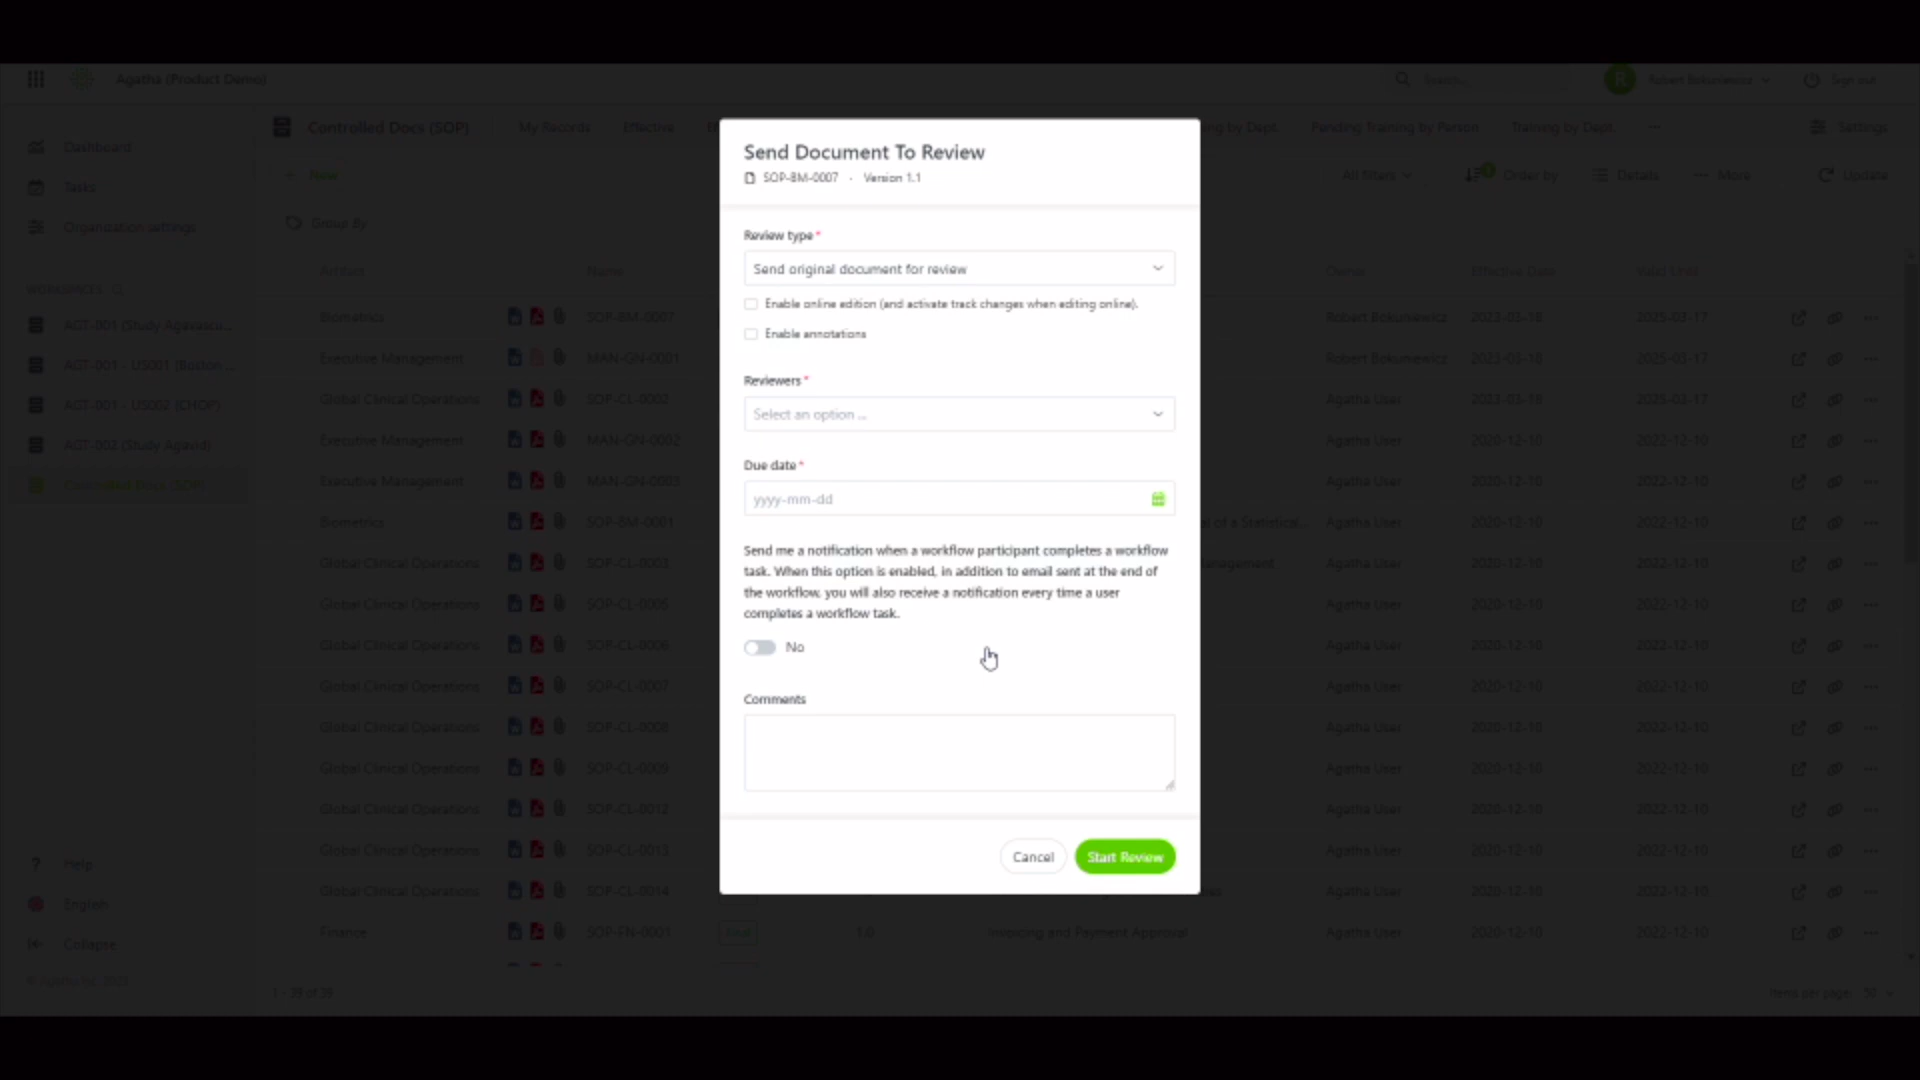 Agatha (Product Demo)
Search...
R
Robert Bokuniewicz
Sign out
Dashboard
Tasks
Organization settings
WORKSPACES
AGT-001 (Study Agavascu...
AGT-001 - US001 (Boston ...
AGT-001 - US002 (CHOP)
AGT-002 (Study Agavid)
Controlled Docs (SOP)
Help
English
Collapse
Controlled Docs (SOP)
My Records
Effective
ng by Dept.
Pending Training by Person
Training by Dept.
Settings
+ New
All filters
Order by
Details
More
Update
Group By
Artifact
Name
Owner
Effective Date
Valid Until
Biometrics SOP-BM-0007 Robert Bokuniewicz 2023-03-18 2025-03-17
Executive Management MAN-GN-0001 Robert Bokuniewicz 2023-03-18 2025-03-17
Global Clinical Operations SOP-CL-0002 Agatha User 2023-03-18 2025-03-17
Executive Management MAN-GN-0002 Agatha User 2020-12-10 2022-12-10
Executive Management MAN-GN-0003 Agatha User 2020-12-10 2022-12-10
Biometrics SOP-BM-0001 al of a Statistical... Agatha User 2020-12-10 2022-12-10
Global Clinical Operations SOP-CL-0003 anagement Agatha User 2020-12-10 2022-12-10
Global Clinical Operations SOP-CL-0005 Agatha User 2020-12-10 2022-12-10
Global Clinical Operations SOP-CL-0006 Agatha User 2020-12-10 2022-12-10
Global Clinical Operations SOP-CL-0007 Agatha User 2020-12-10 2022-12-10
Global Clinical Operations SOP-CL-0008 Agatha User 2020-12-10 2022-12-10
Global Clinical Operations SOP-CL-0009 Agatha User 2020-12-10 2022-12-10
Global Clinical Operations SOP-CL-0012 Agatha User 2020-12-10 2022-12-10
Global Clinical Operations SOP-CL-0013 Agatha User 2020-12-10 2022-12-10
Global Clinical Operations SOP-CL-0014 Agatha User 2020-12-10 2022-12-10
Finance SOP-FN-0001 1.0 Invoicing and Payment Approval Agatha User 2020-12-10 2022-12-10
Items per page: 50
Send Document To Review
SOP-BM-0007 · Version 1.1
Review type *
Send original document for review
Enable online edition (and activate track changes when editing online).
Enable annotations
Reviewers *
Select an option ...
Due date *
yyyy-mm-dd
Send me a notification when a workflow participant completes a workflow
task. When this option is enabled, in addition to email sent at the end of
the workflow, you will also receive a notification every time a user
completes a workflow task.
No
Comments
Cancel
Start Review